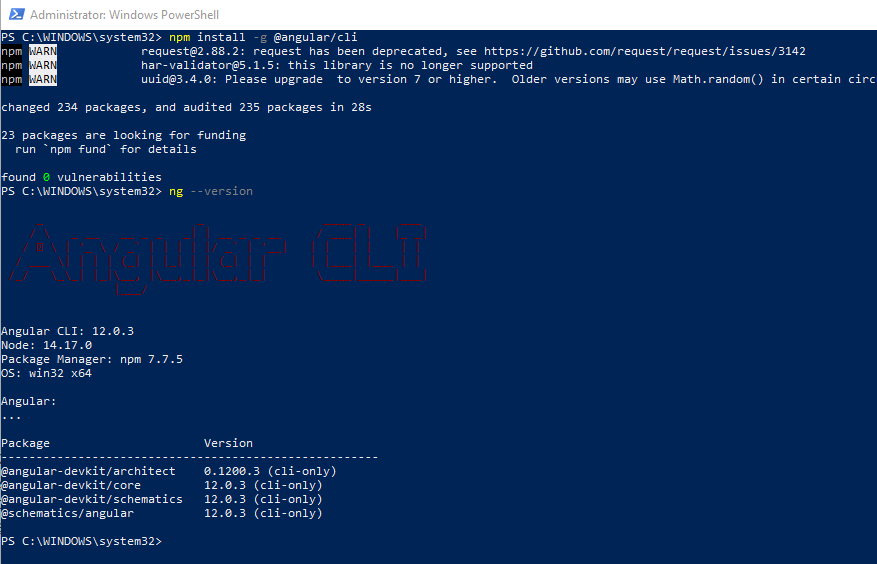 Administrator: Windows PowerShell
PS C:\WINDOWS\system32> npm install -g @angular/cli
npm WARN request@2.88.2: request has been deprecated, see https://github.com/request/request/issues/3142
npm WARN har-validator@5.1.5: this library is no longer supported
npm WARN uuid@3.4.0: Please upgrade  to version 7 or higher.  Older versions may use Math.random() in certain circ
changed 234 packages, and audited 235 packages in 28s
23 packages are looking for funding
run `npm fund` for details
found 0 vulnerabilities
PS C:\WINDOWS\system32> ng --version
Angular CLI
Angular CLI: 12.0.3
Node: 14.17.0
Package Manager: npm 7.7.5
OS: win32 x64
Angular:
...
Package Version
------------------------------------------------------
@angular-devkit/architect 0.1200.3 (cli-only)
@angular-devkit/core 12.0.3 (cli-only)
@angular-devkit/schematics 12.0.3 (cli-only)
@schematics/angular 12.0.3 (cli-only)
PS C:\WINDOWS\system32>